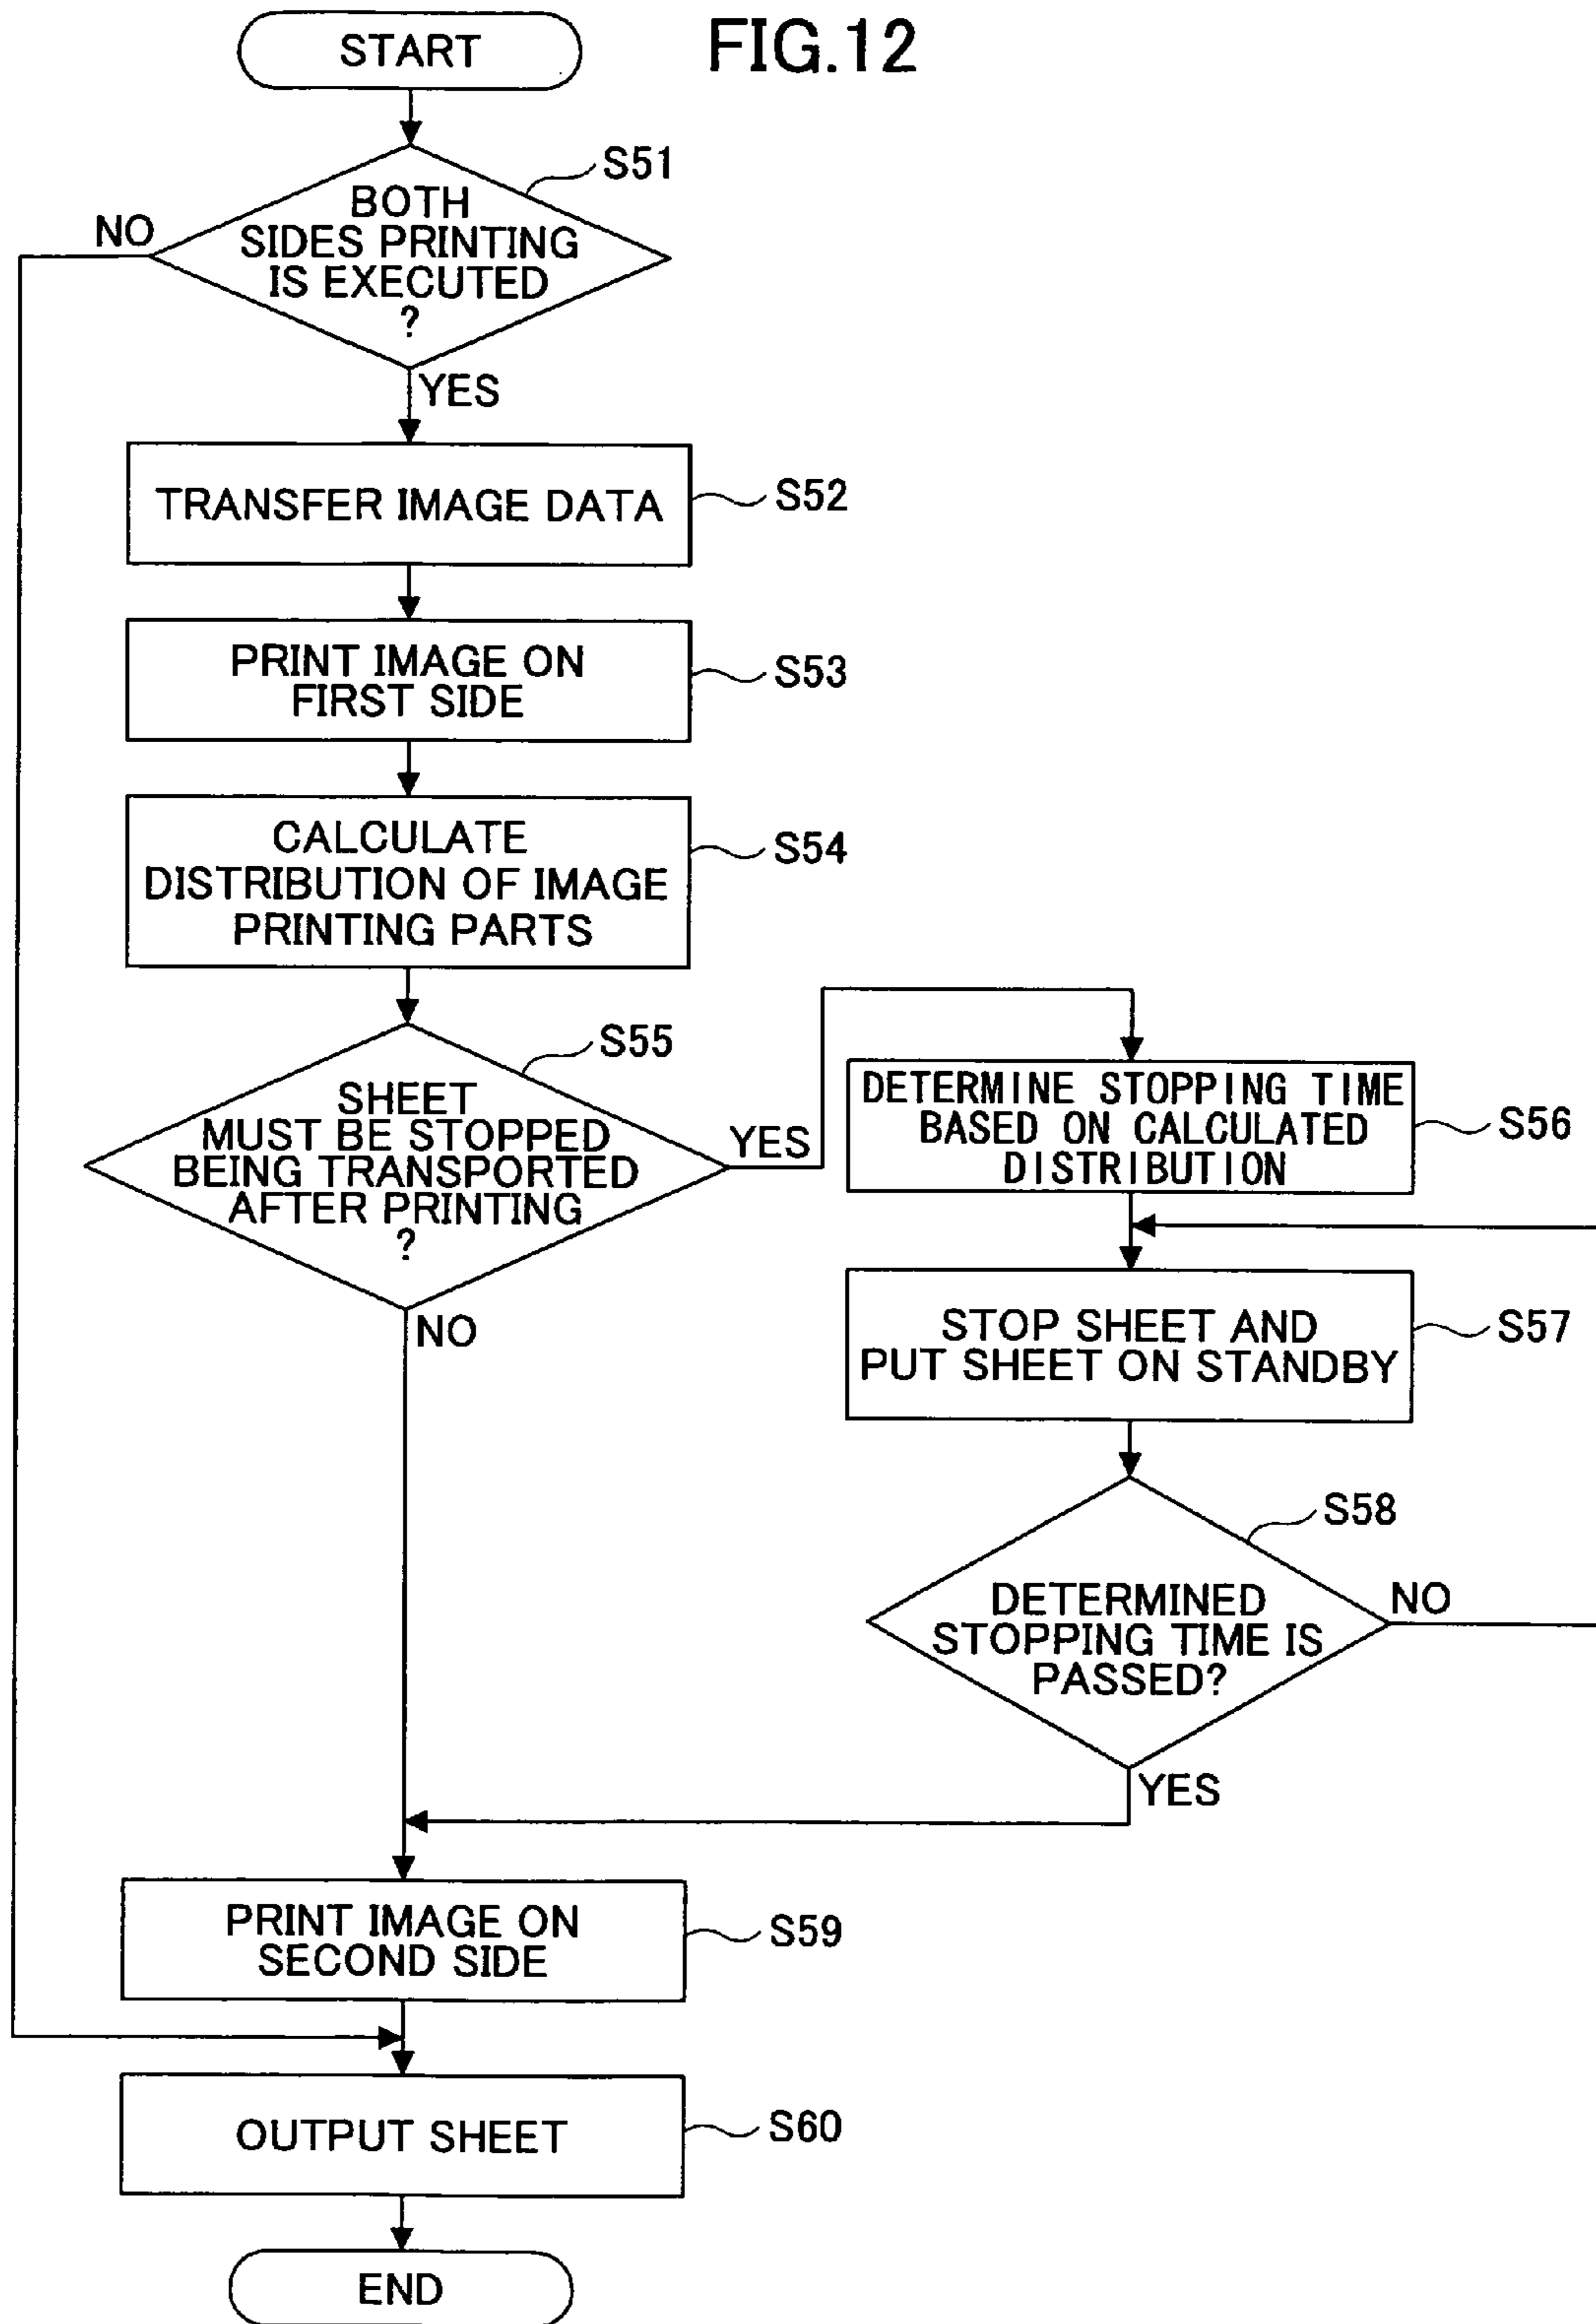 FIG.12
START
S51
BOTH
SIDES PRINTING
IS EXECUTED
?
NO
YES
TRANSFER IMAGE DATA
S52
PRINT IMAGE ON
FIRST SIDE
S53
CALCULATE
DISTRIBUTION OF IMAGE
PRINTING PARTS
S54
S55
SHEET
MUST BE STOPPED
BEING TRANSPORTED
AFTER PRINTING
?
YES
NO
DETERMINE STOPPING TIME
BASED ON CALCULATED
DISTRIBUTION
S56
STOP SHEET AND
PUT SHEET ON STANDBY
S57
S58
DETERMINED
STOPPING TIME IS
PASSED?
NO
YES
PRINT IMAGE ON
SECOND SIDE
S59
OUTPUT SHEET
S60
END